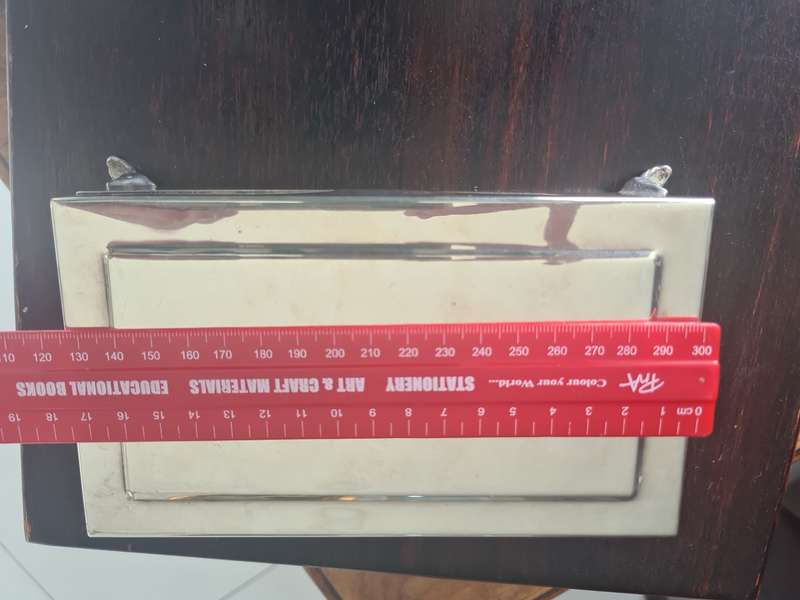 110 120 130 140 150 160 170 180 190 200 210 220 230 240 250 260 270 280 290 300
EDUCATIONAL BOOKS ART & CRAFT MATERIALS STATIONERY Colour your World... PNA
19 18 17 16 15 14 13 12 11 10 9 8 7 6 5 4 3 2 1 0 cm